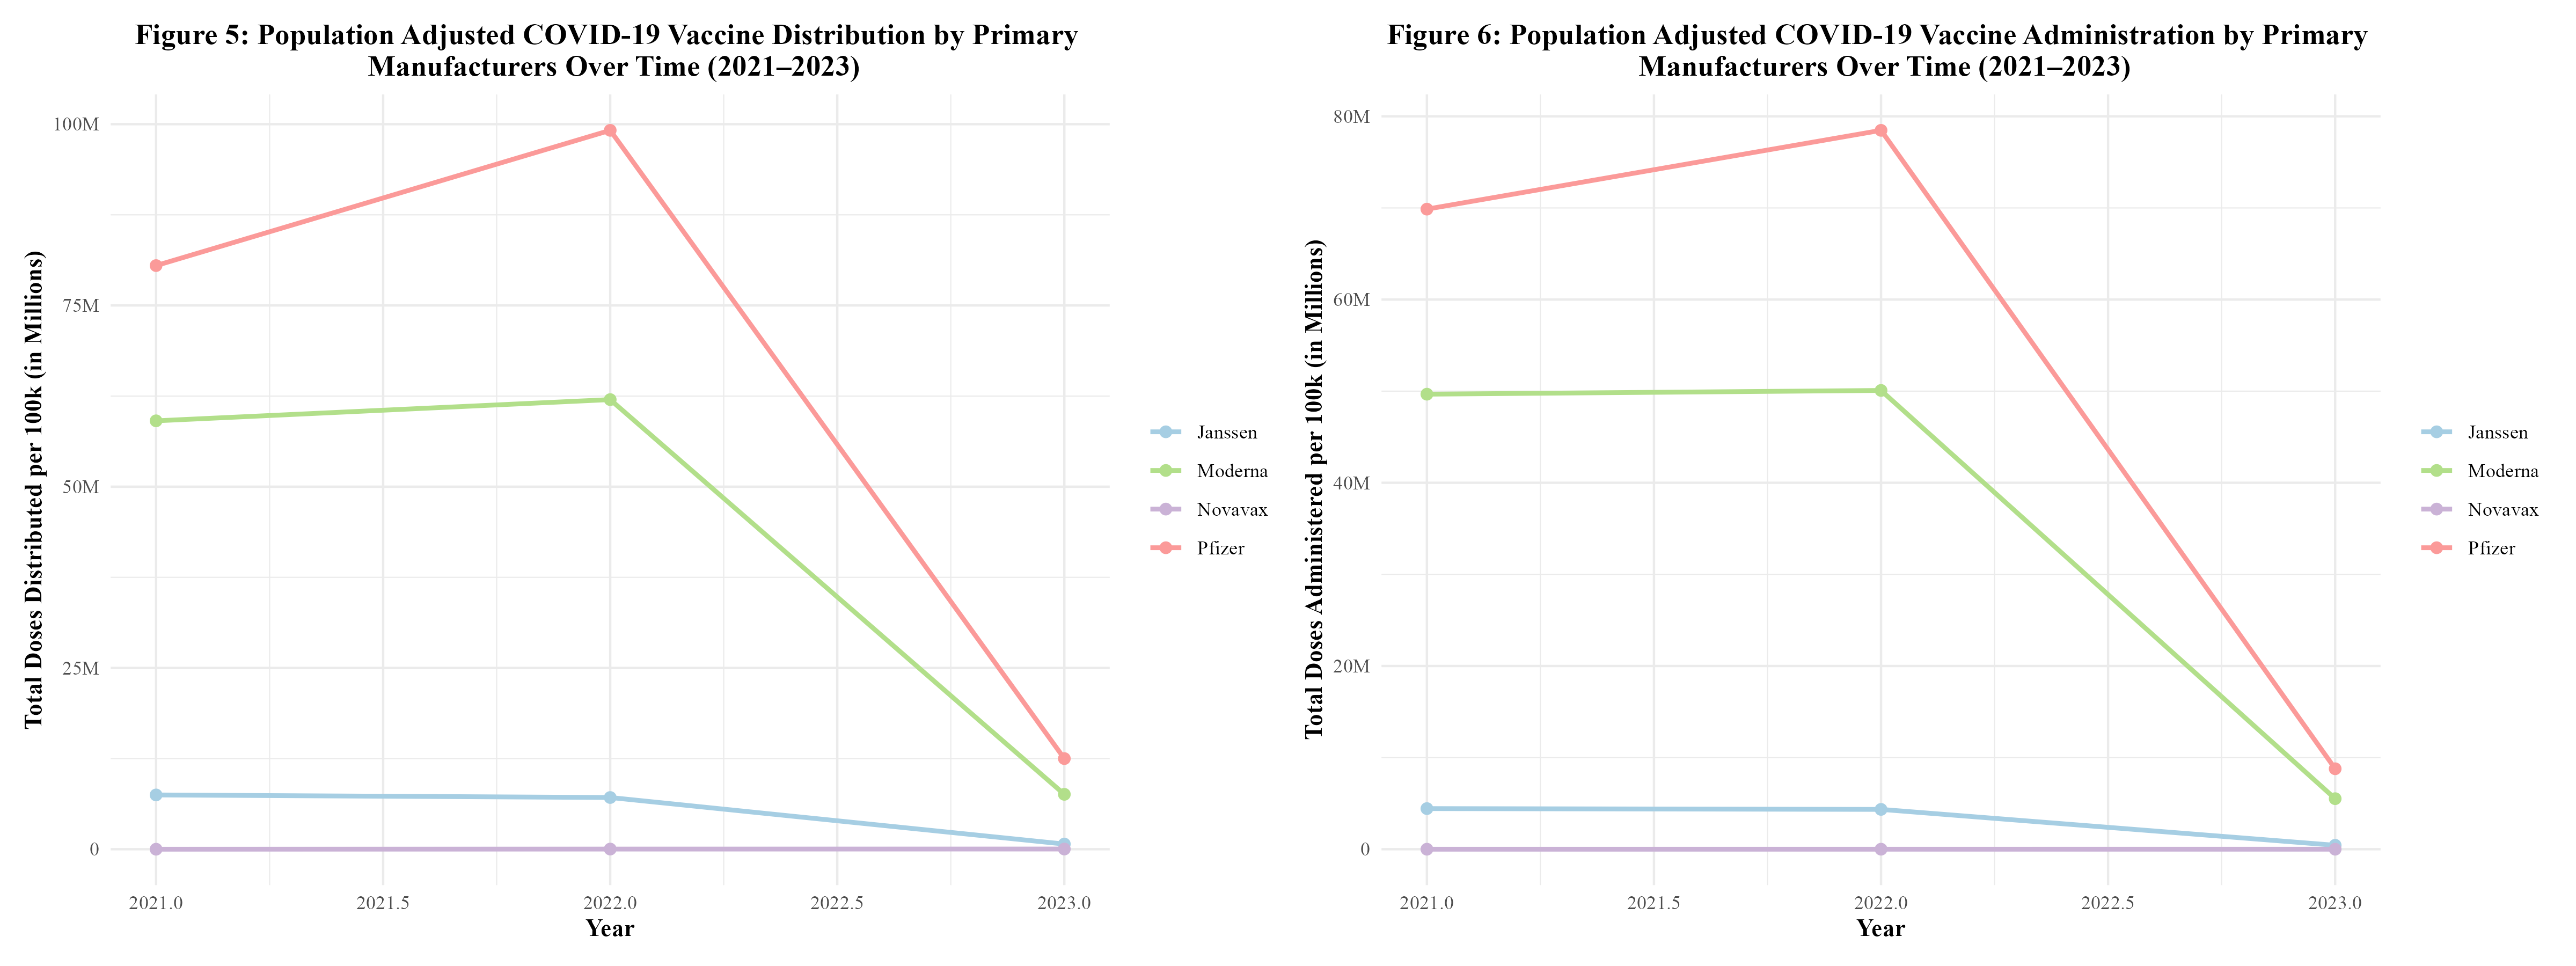 Figure 5: Population Adjusted COVID-19 Vaccine Distribution by Primary
Manufacturers Over Time (2021–2023)
Total Doses Distributed per 100k (in Millions)
100M
75M
50M
25M
0
2021.0
2021.5
2022.0
2022.5
2023.0
Year
Janssen
Moderna
Novavax
Pfizer
Figure 6: Population Adjusted COVID-19 Vaccine Administration by Primary
Manufacturers Over Time (2021–2023)
Total Doses Administered per 100k (in Millions)
80M
60M
40M
20M
0
2021.0
2021.5
2022.0
2022.5
2023.0
Year
Janssen
Moderna
Novavax
Pfizer